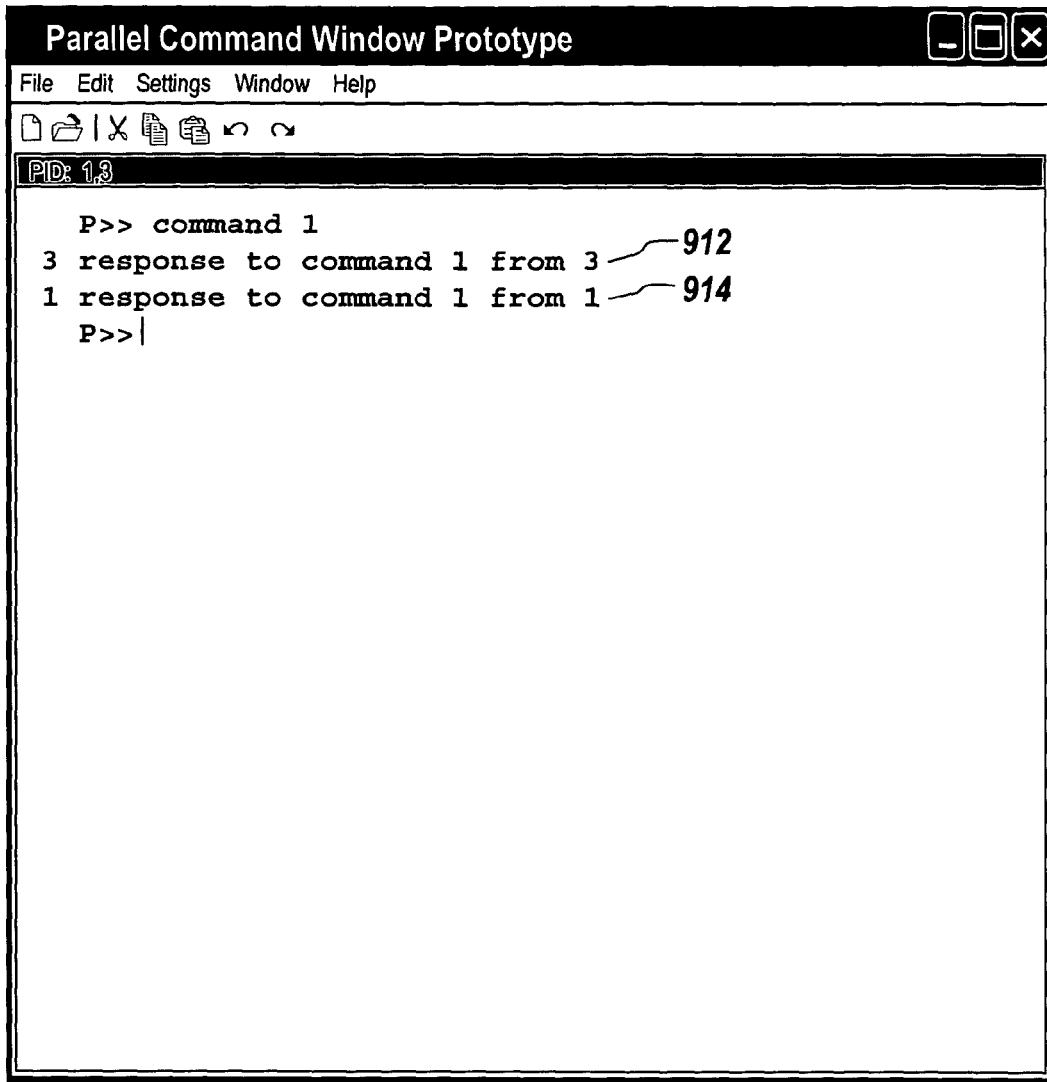 Parallel Command Window Prototype
File Edit Settings Window Help
PID: 1,3
P>> command 1
3 response to command 1 from 3 912
1 response to command 1 from 1 914
P>>